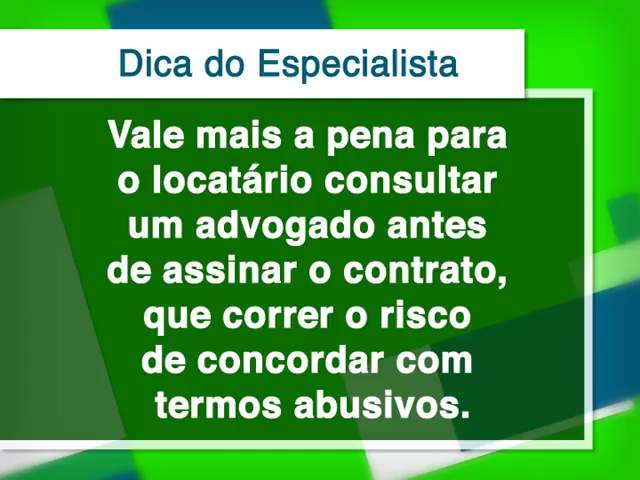 Dica do Especialista
Vale mais a pena para
o locatário consultar
um advogado antes
de assinar o contrato,
que correr o risco
de concordar com
termos abusivos.